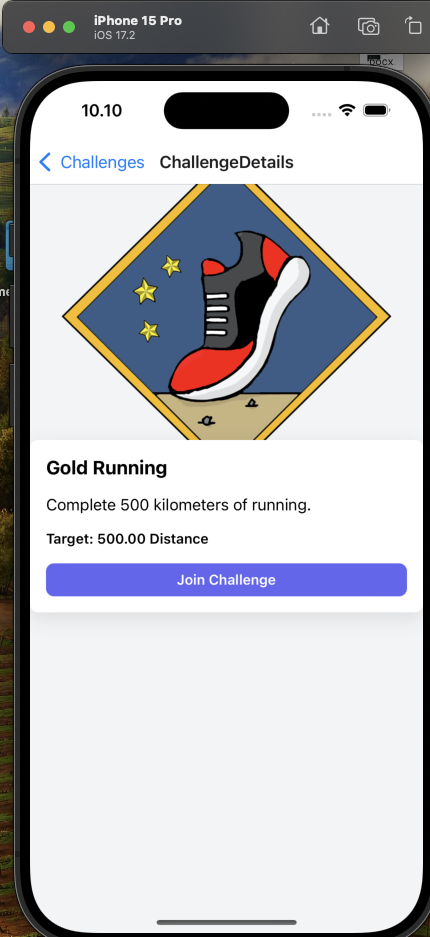 iPhone 15 Pro
iOS 17.2
DOCX
10.10
Challenges ChallengeDetails
Gold Running
Complete 500 kilometers of running.
Target: 500.00 Distance
Join Challenge